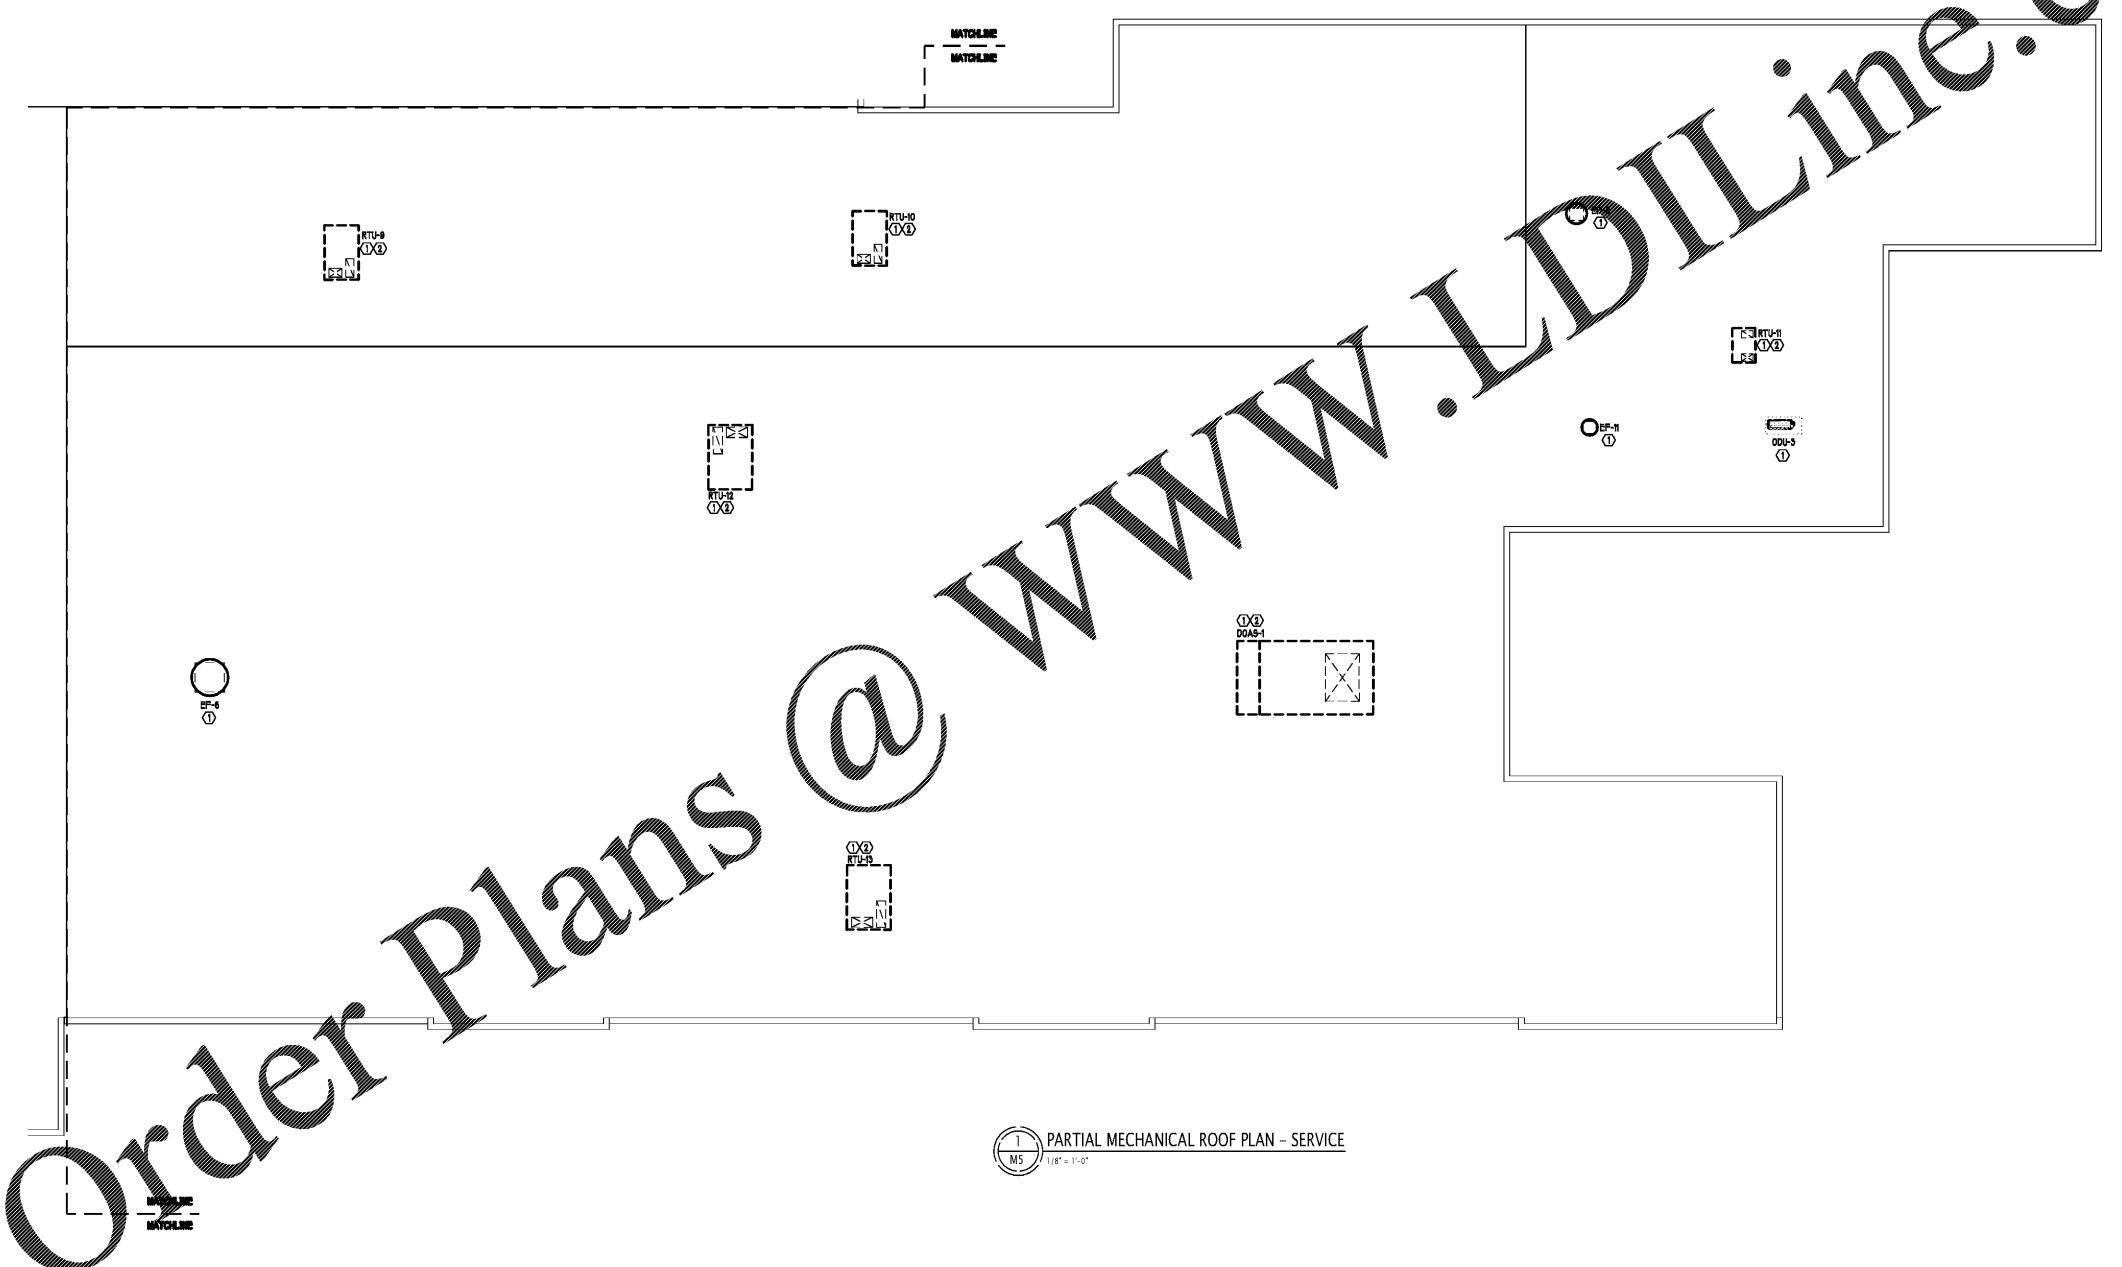 MATCHLINE
MATCHLINE
RTU-9
1 2
RTU-10
1 2
1
RTU-11
1 2
EF-11
1
ODU-3
1
RTU-12
1 2
1 2
DOAS-1
EF-6
1
1 2
RTU-13
Order Plans @ www.LDILine.c
1
M5
PARTIAL MECHANICAL ROOF PLAN - SERVICE
1/8" = 1'-0"
MATCHLINE
MATCHLINE